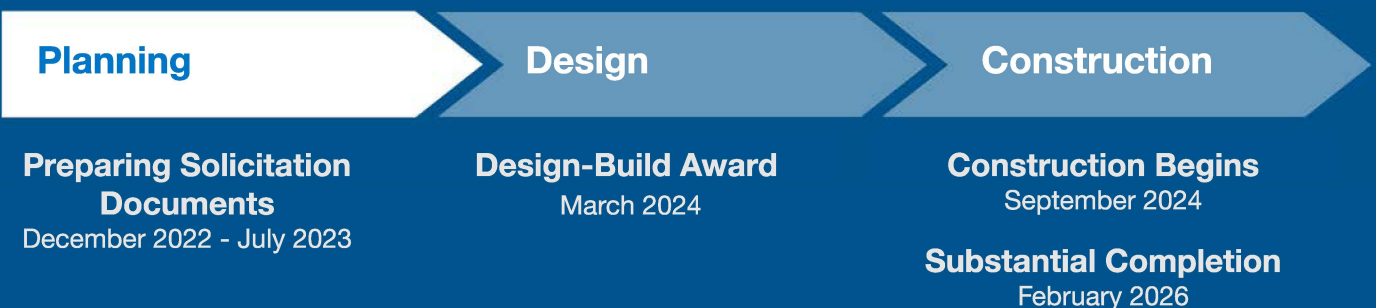 Planning
Design
Construction
Preparing Solicitation
Documents
December 2022 - July 2023
Design-Build Award
March 2024
Construction Begins
September 2024
Substantial Completion
February 2026